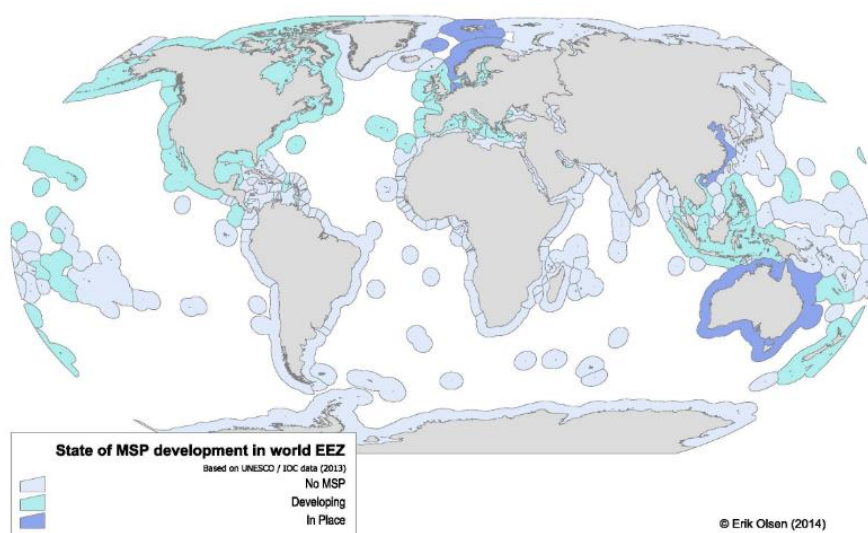 State of MSP development in world EEZ
Based on UNESCO / IOC data (2013)
No MSP
Developing
In Place
© Erik Olsen (2014)